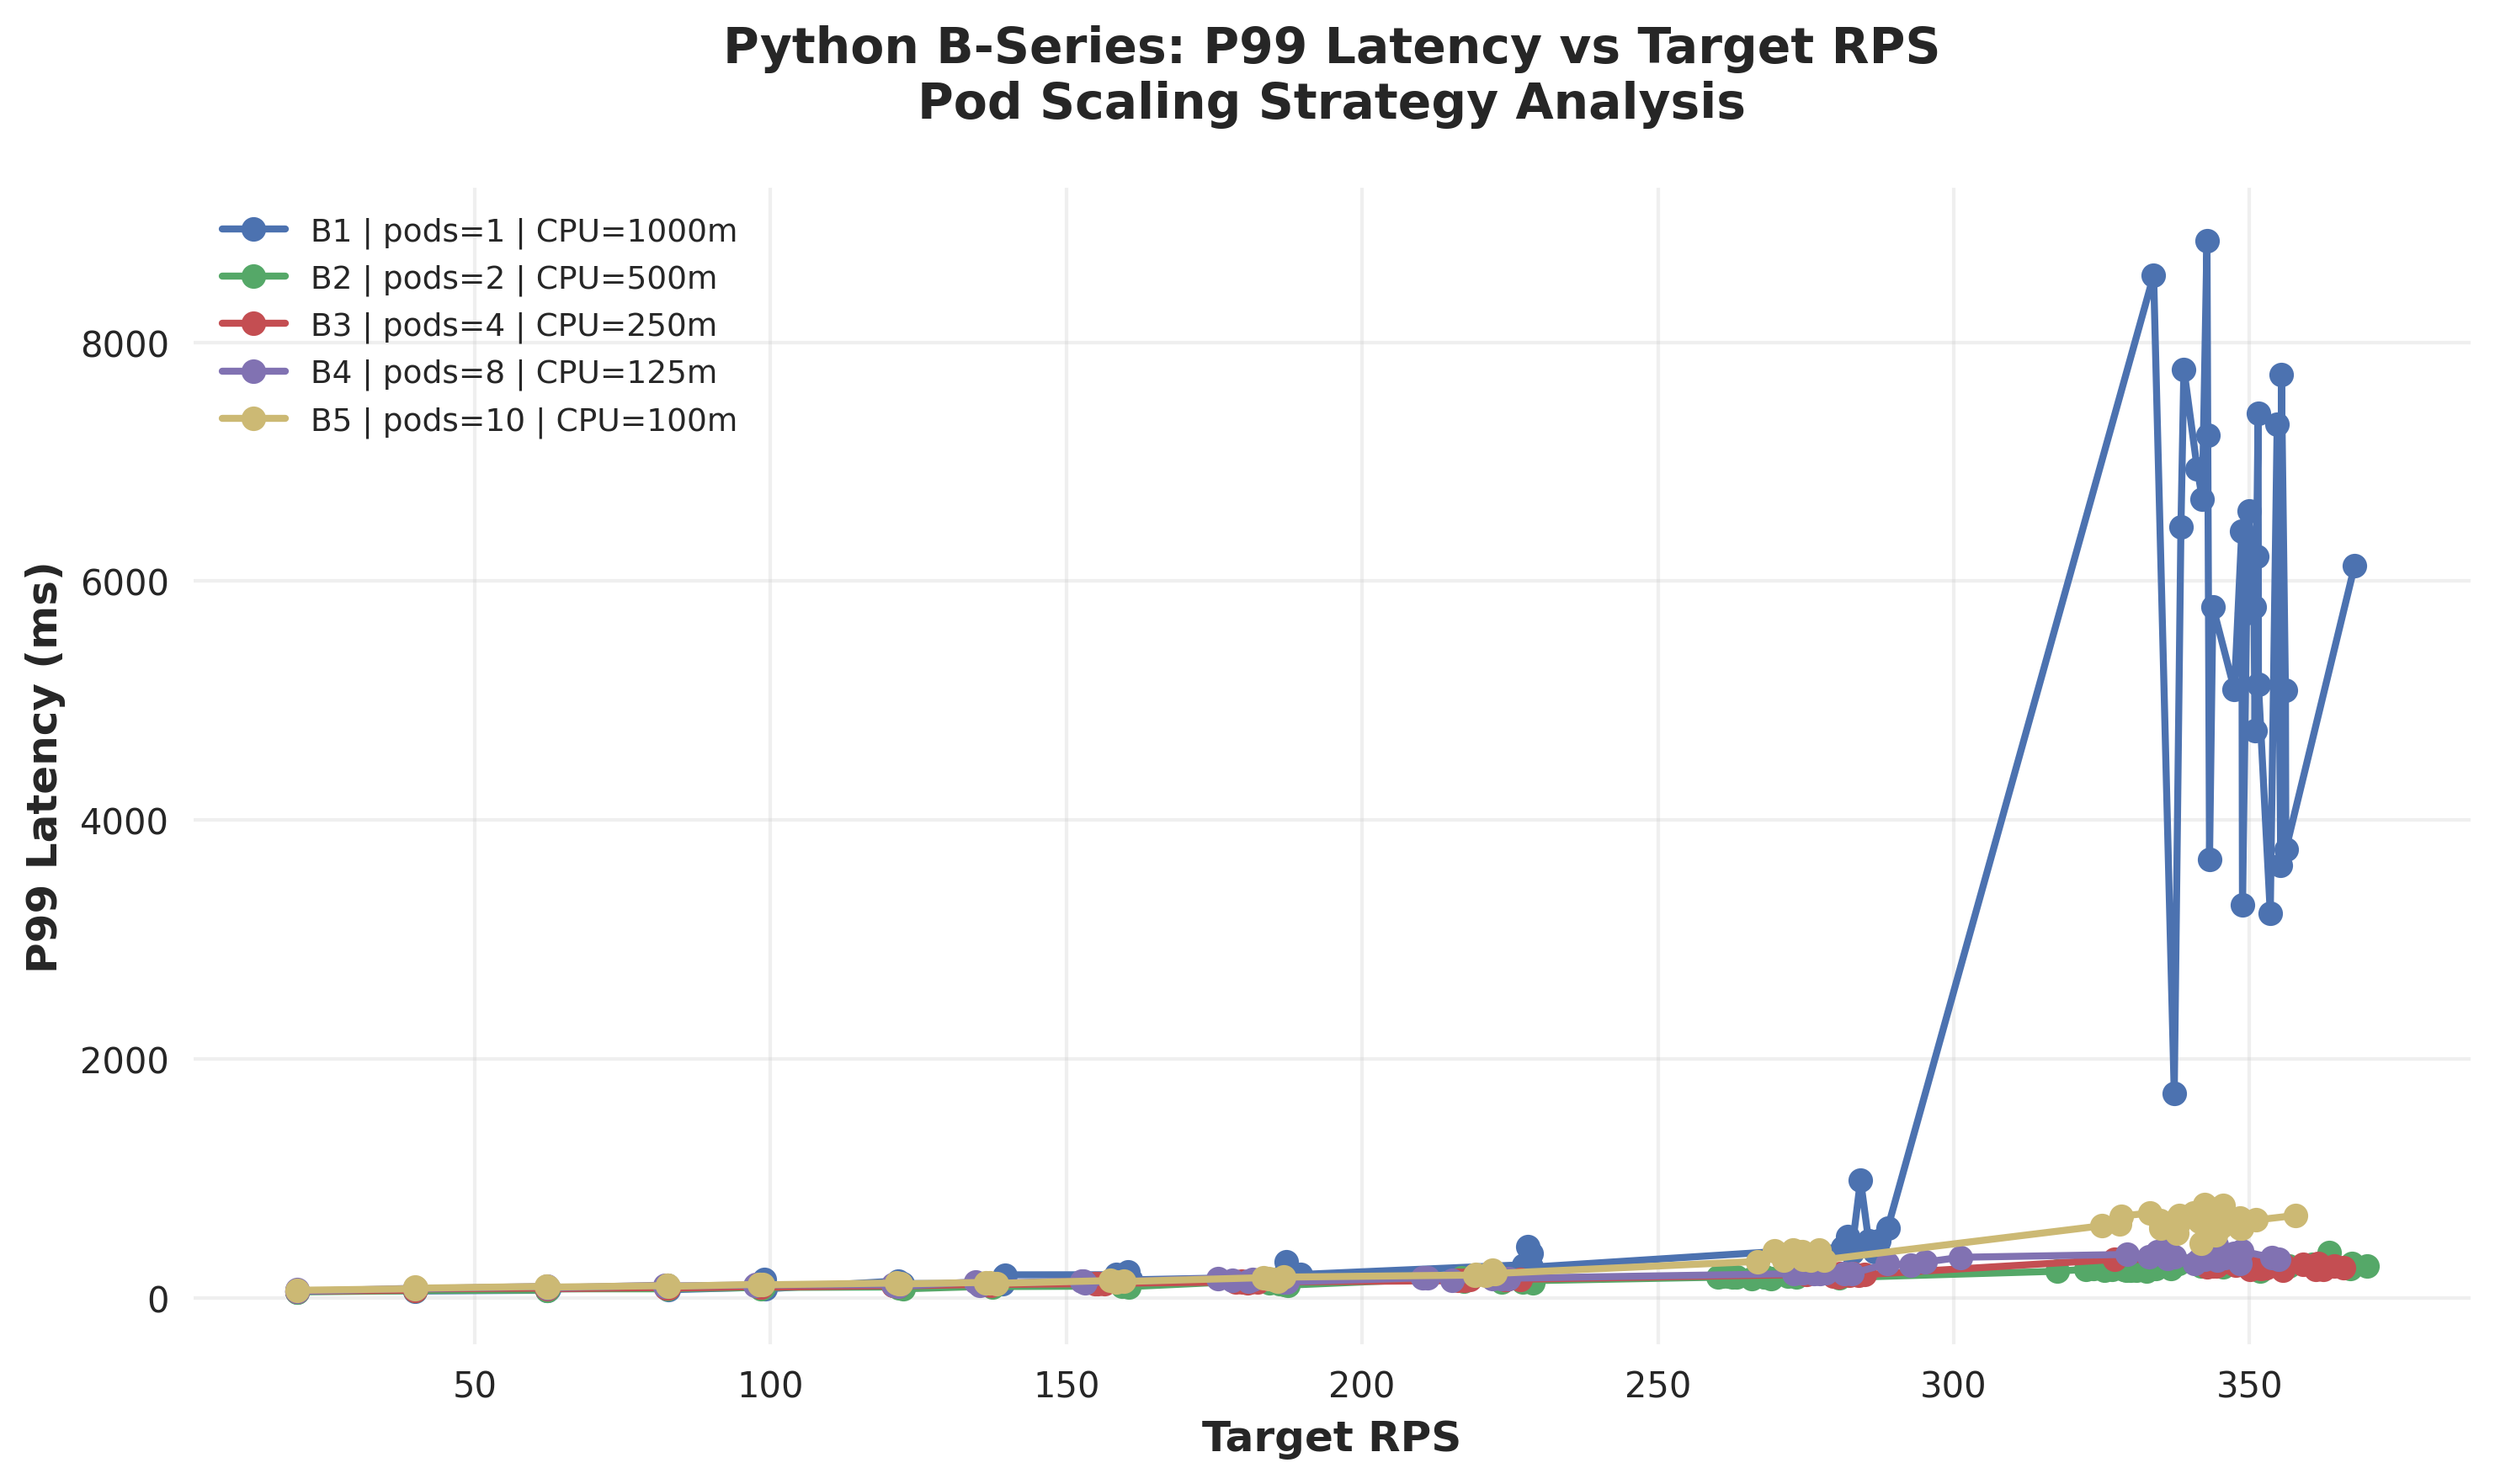 Python B-Series: P99 Latency vs Target RPS
Pod Scaling Strategy Analysis
B1 | pods=1 | CPU=1000m
B2 | pods=2 | CPU=500m
B3 | pods=4 | CPU=250m
B4 | pods=8 | CPU=125m
B5 | pods=10 | CPU=100m
P99 Latency (ms)
8000
6000
4000
2000
0
50 100 150 200 250 300 350
Target RPS